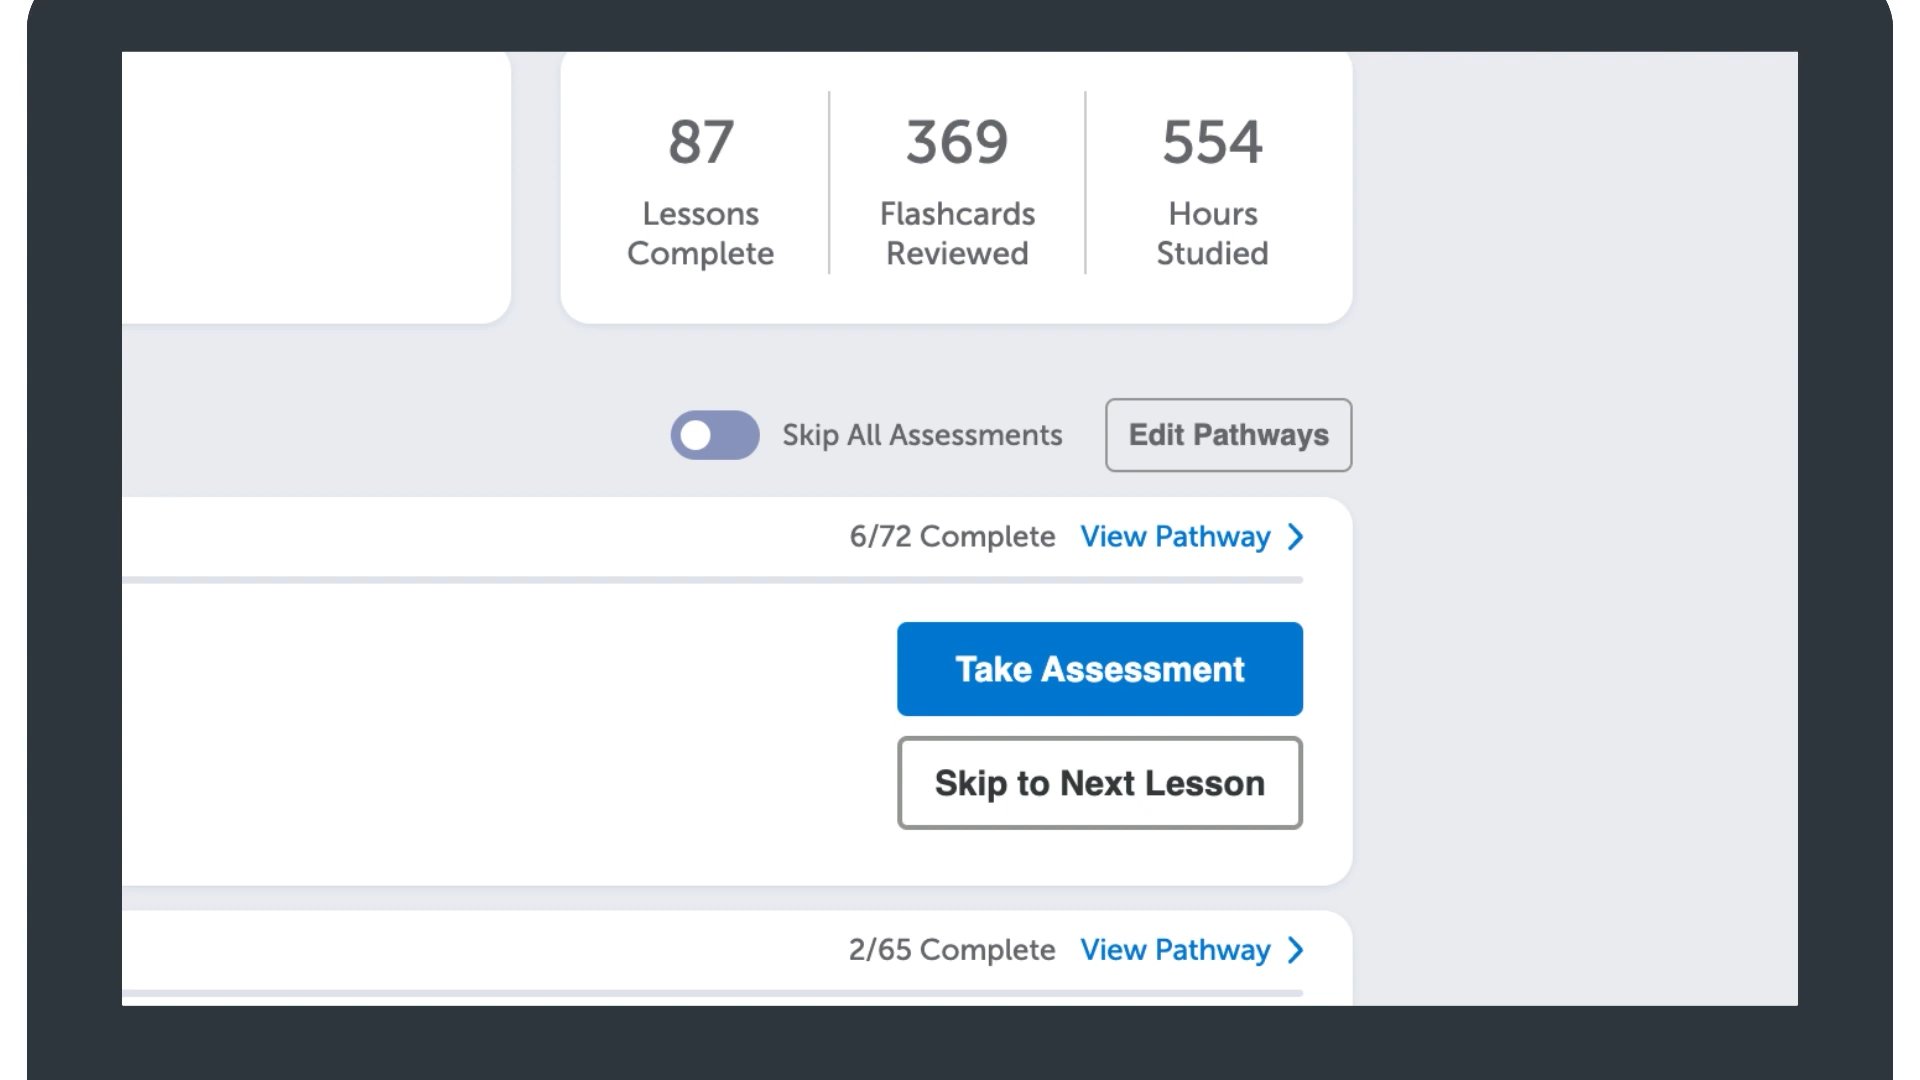 87
Lessons
Complete
369
Flashcards
Reviewed
554
Hours
Studied
Skip All Assessments
Edit Pathways
6/72 Complete View Pathway
Take Assessment
Skip to Next Lesson
2/65 Complete View Pathway